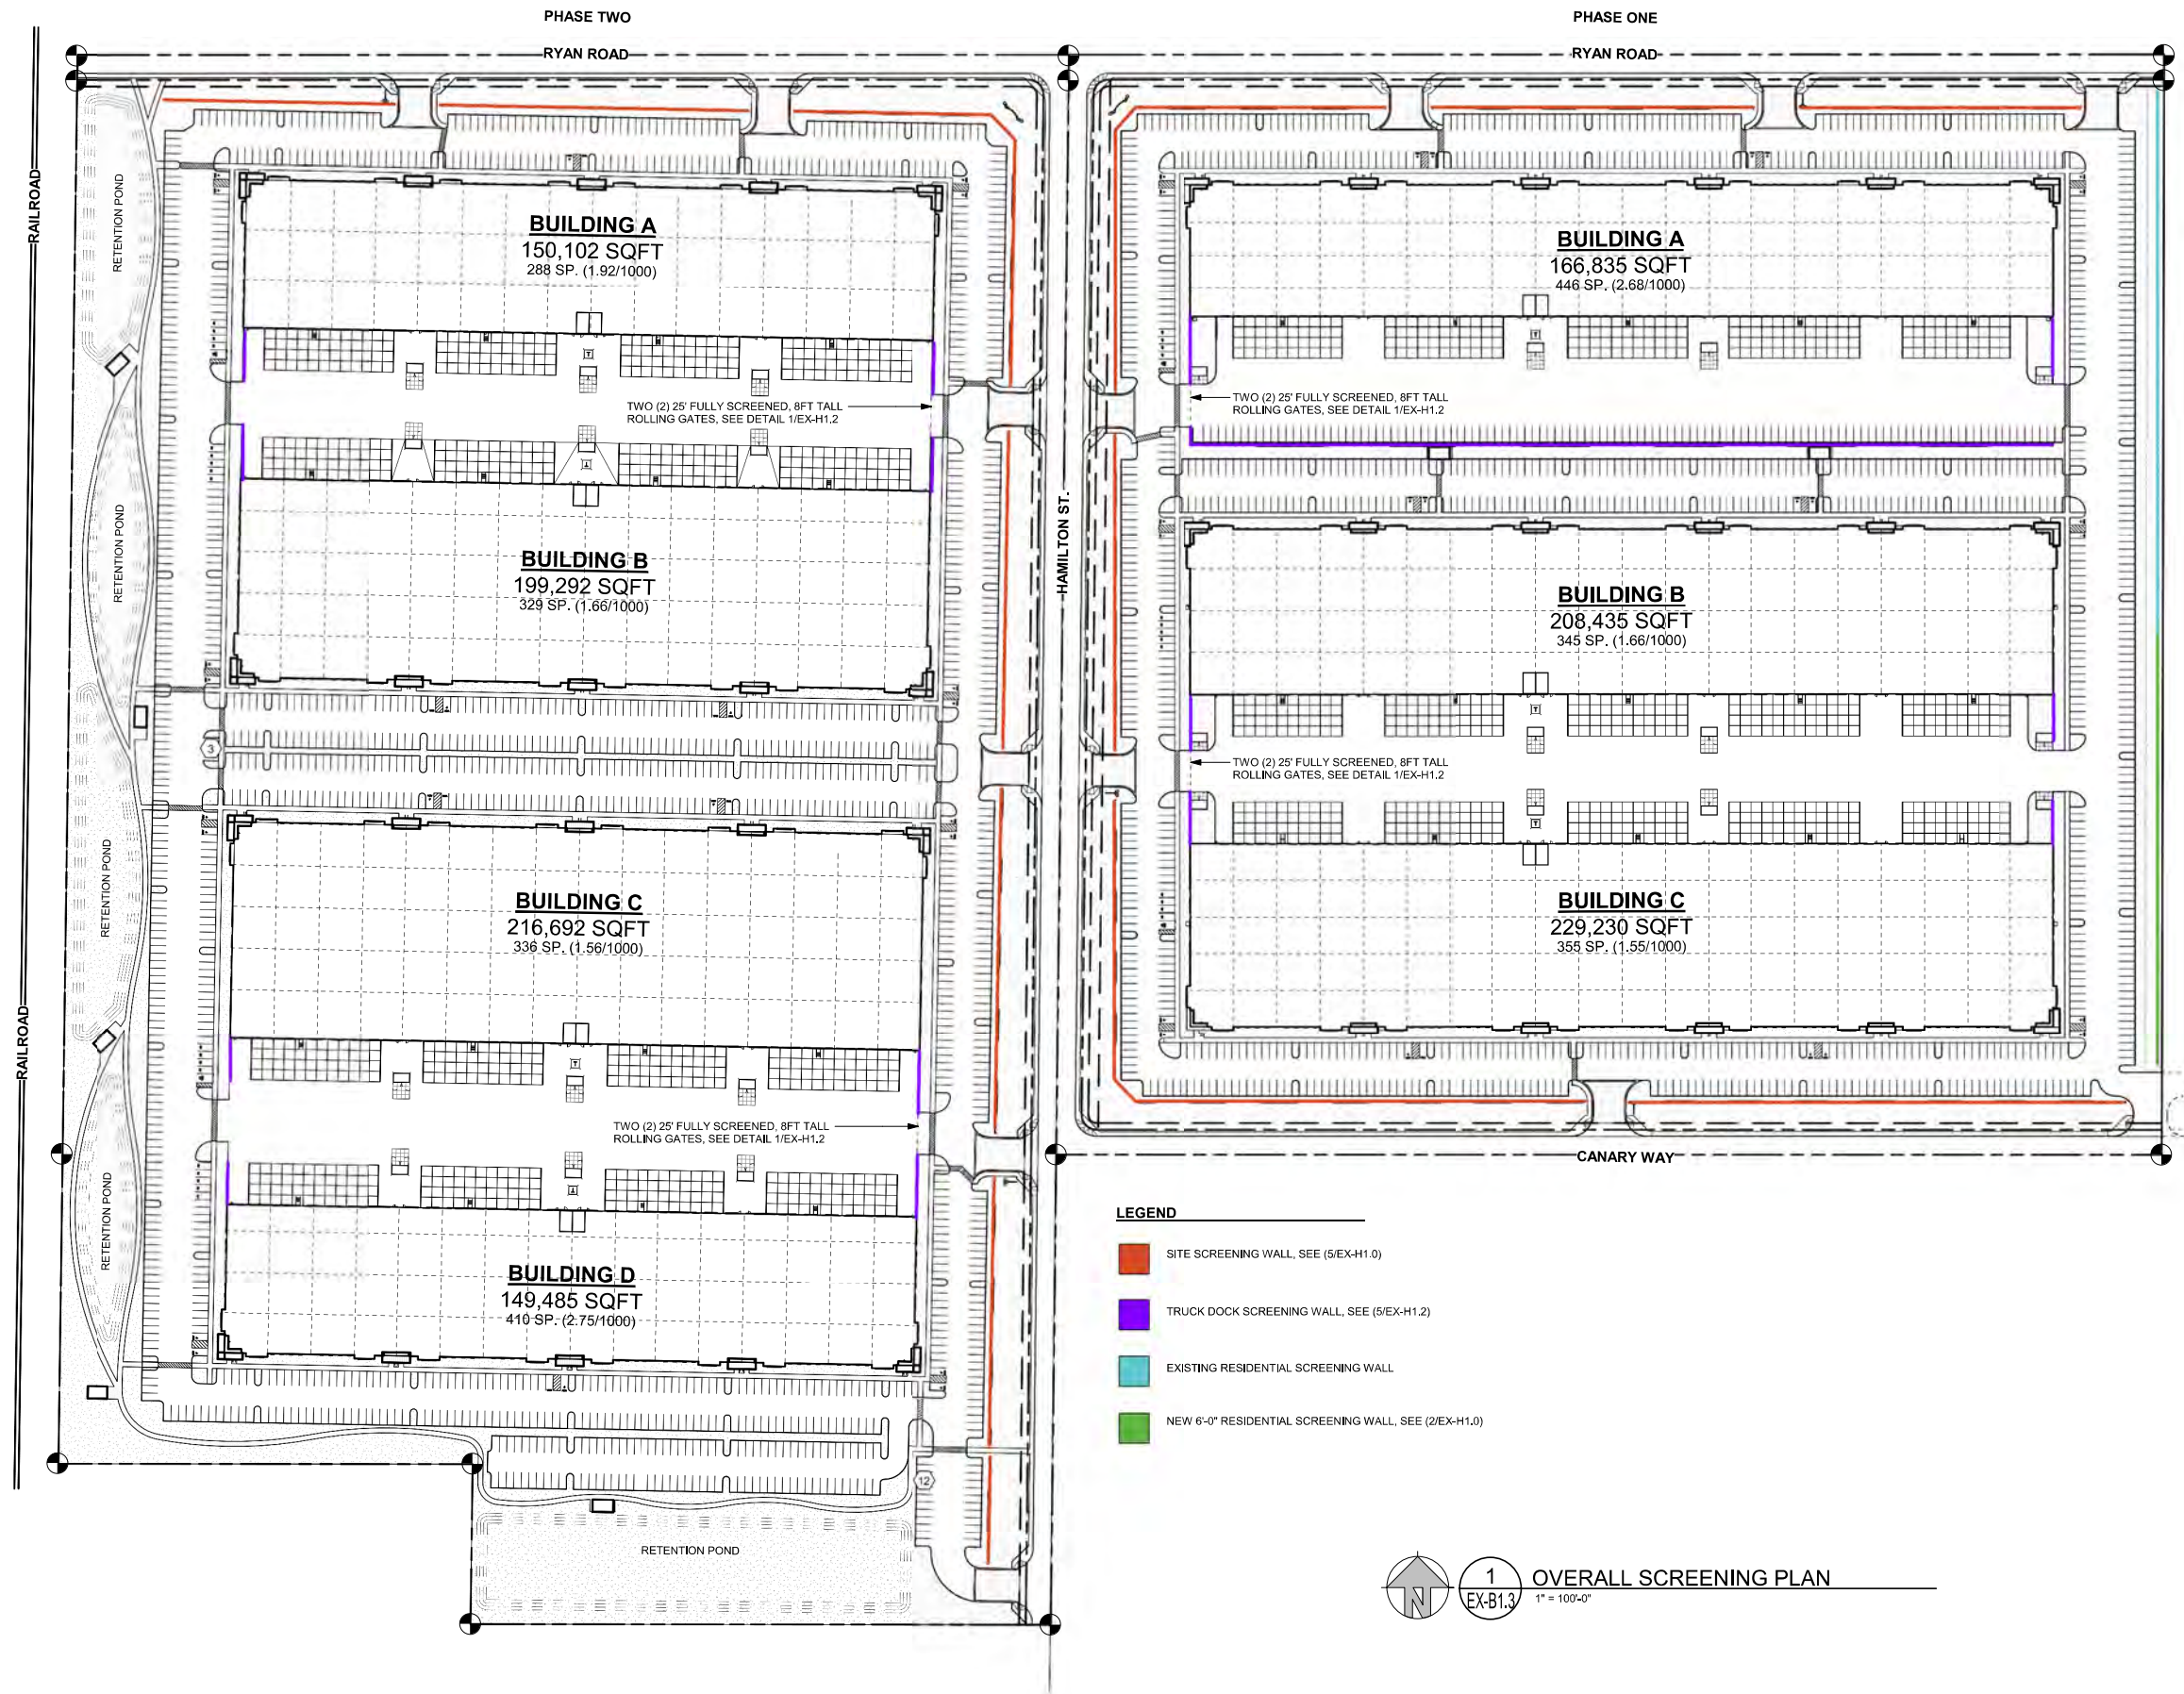 PHASE TWO
PHASE ONE
RYAN ROAD
RYAN ROAD
RAILROAD
RAILROAD
RETENTION POND
RETENTION POND
RETENTION POND
RETENTION POND
BUILDING A
150,102 SQFT
288 SP. (1.92/1000)
TWO (2) 25' FULLY SCREENED, 8FT TALL
ROLLING GATES, SEE DETAIL 1/EX-H1.2
BUILDING B
199,292 SQFT
329 SP. (1.66/1000)
3
BUILDING C
216,692 SQFT
336 SP. (1.56/1000)
TWO (2) 25' FULLY SCREENED, 8FT TALL
ROLLING GATES, SEE DETAIL 1/EX-H1.2
BUILDING D
149,485 SQFT
410 SP. (2.75/1000)
12
RETENTION POND
HAMILTON ST.
BUILDING A
166,835 SQFT
446 SP. (2.68/1000)
TWO (2) 25' FULLY SCREENED, 8FT TALL
ROLLING GATES, SEE DETAIL 1/EX-H1.2
BUILDING B
208,435 SQFT
345 SP. (1.66/1000)
TWO (2) 25' FULLY SCREENED, 8FT TALL
ROLLING GATES, SEE DETAIL 1/EX-H1.2
BUILDING C
229,230 SQFT
355 SP. (1.55/1000)
CANARY WAY
LEGEND
SITE SCREENING WALL, SEE (5/EX-H1.0)
TRUCK DOCK SCREENING WALL, SEE (5/EX-H1.2)
EXISTING RESIDENTIAL SCREENING WALL
NEW 6'-0" RESIDENTIAL SCREENING WALL, SEE (2/EX-H1.0)
N
1
EX-B1.3
OVERALL SCREENING PLAN
1" = 100'-0"